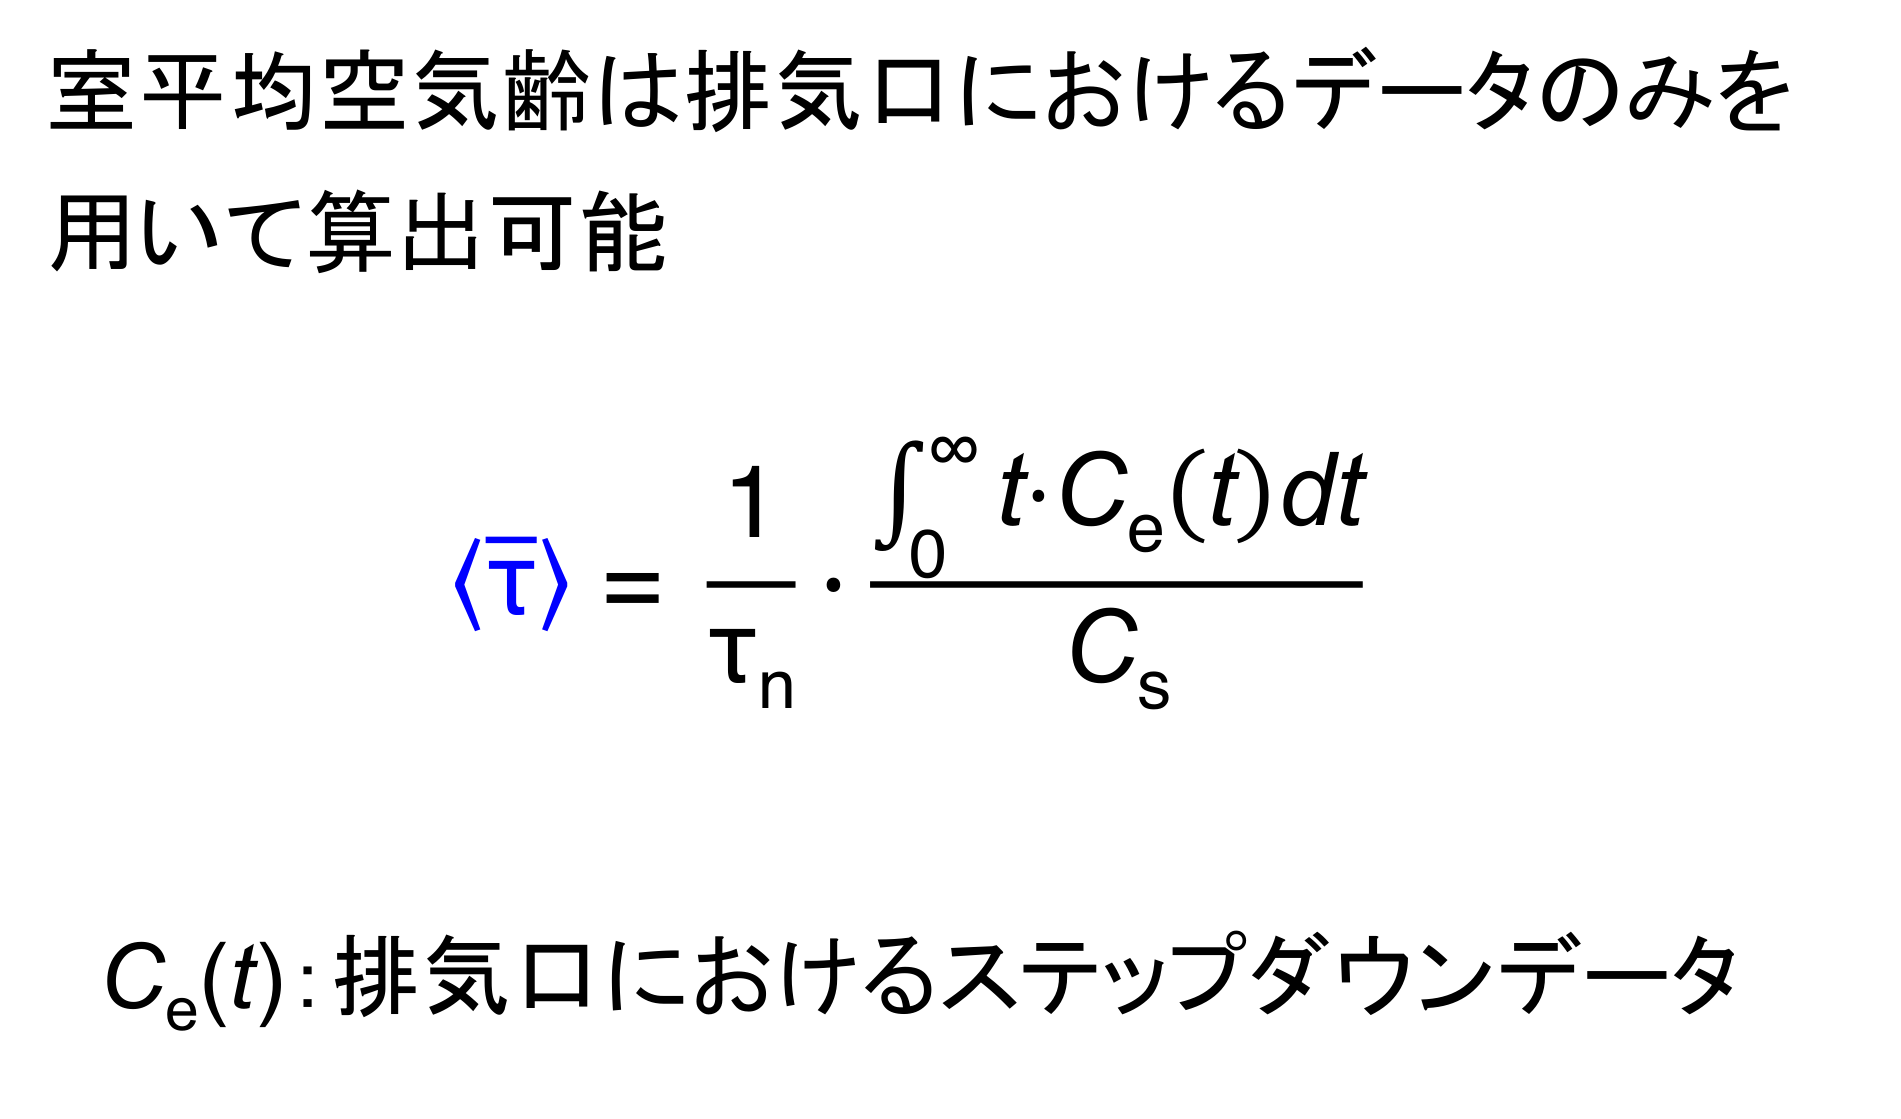 室平均空気齢は排気口におけるデータのみを
用いて算出可能
⟨τ̅⟩ = 1/τₙ · ∫₀^∞ t·Cₑ(t)dt / Cₛ
Cₑ(t):排気口におけるステップダウンデータ